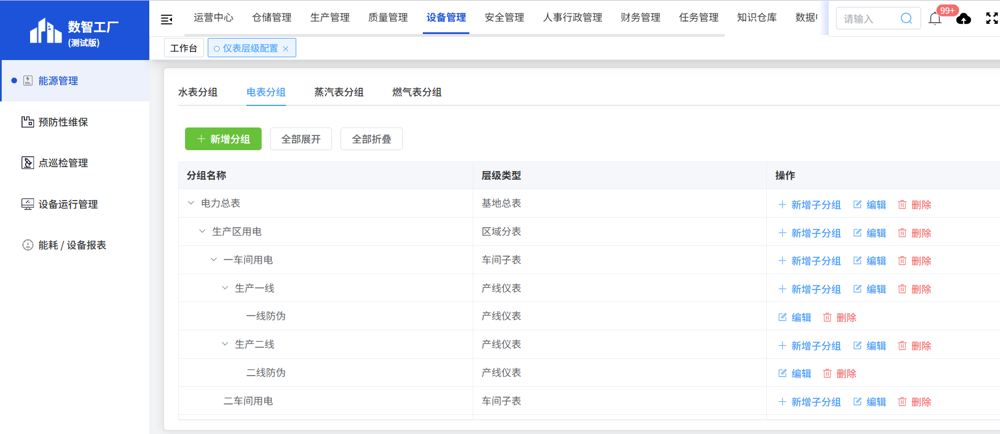 数智工厂
(测试版)
运营中心 仓储管理 生产管理 质量管理 设备管理 安全管理 人事行政管理 财务管理 任务管理 知识仓库 数据
请输入
99+
工作台 仪表层级配置
能源管理
预防性维保
点巡检管理
设备运行管理
能耗 / 设备报表
水表分组 电表分组 蒸汽表分组 燃气表分组
新增分组 全部展开 全部折叠
分组名称 层级类型 操作
电力总表 基地总表 新增子分组 编辑 删除
生产区用电 区域分表 新增子分组 编辑 删除
一车间用电 车间子表 新增子分组 编辑 删除
生产一线 产线仪表 新增子分组 编辑 删除
一线防伪 产线仪表 编辑 删除
生产二线 产线仪表 新增子分组 编辑 删除
二线防伪 产线仪表 编辑 删除
二车间用电 车间子表 新增子分组 编辑 删除